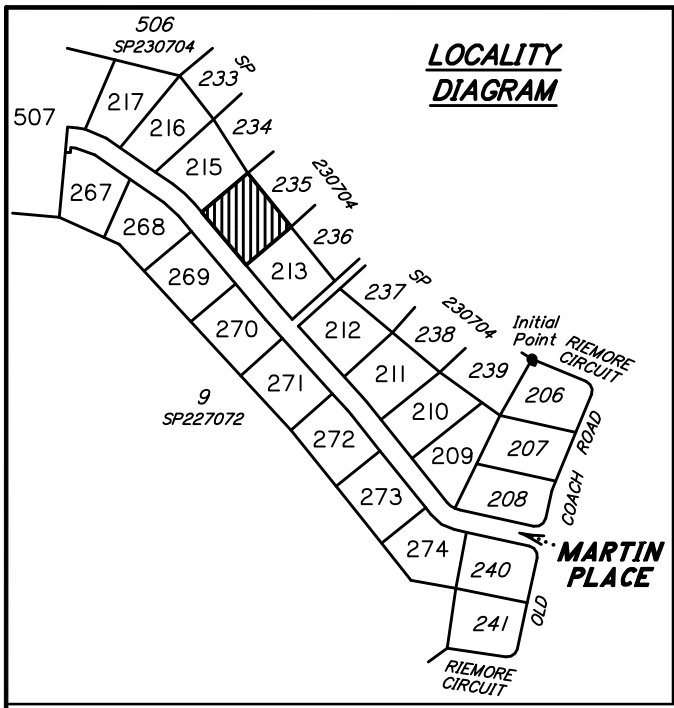 LOCALITY
DIAGRAM
506
SP230704
SP
233
217
507
216
234
215
230704
235
267
268
236
213
269
SP
237
230704
270
212
238
Initial
Point
RIEMORE
CIRCUIT
239
206
211
271
9
SP227072
210
ROAD
272
207
209
COACH
273
208
274
MARTIN
PLACE
240
OLD
241
RIEMORE
CIRCUIT